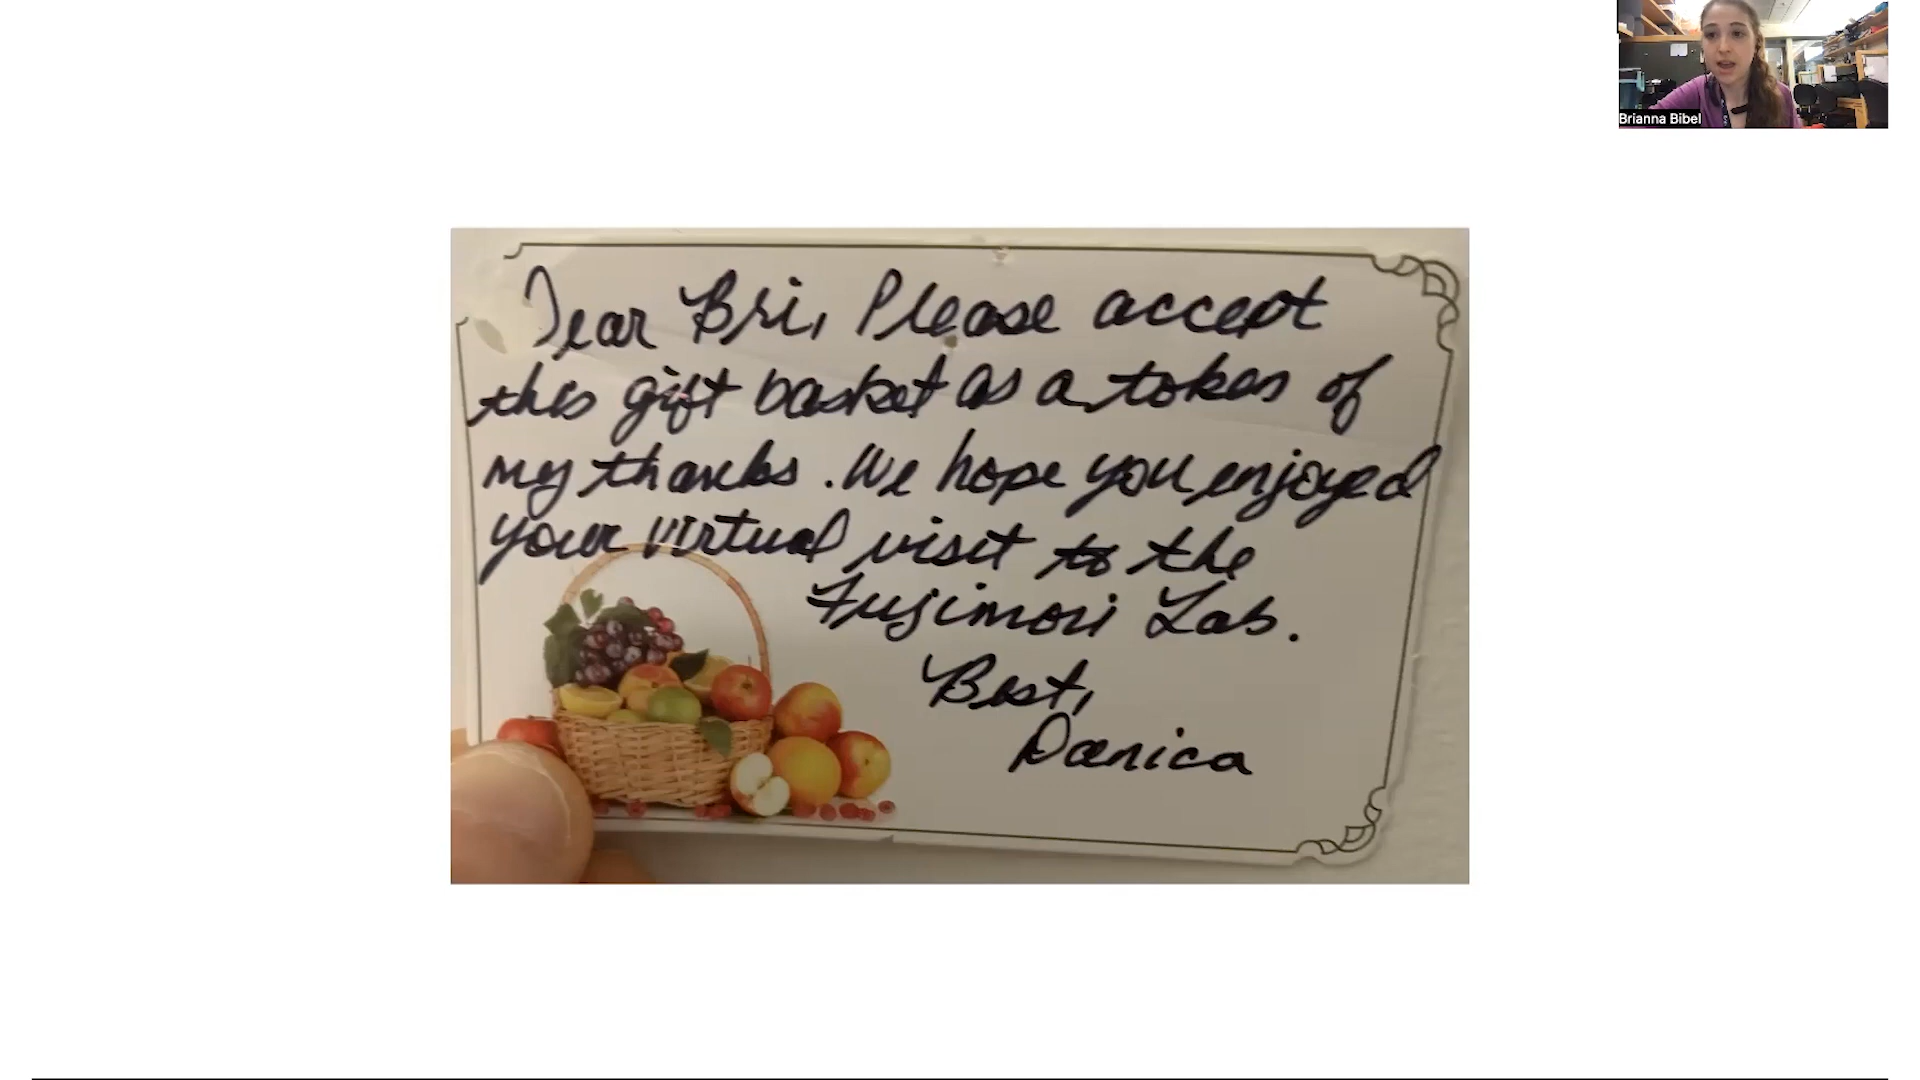 Brianna Bibel
Dear Bri, Please accept
this gift basket as a token of
my thanks. We hope you enjoyed
your virtual visit to the
Fujimori Lab.
Best,
Danica